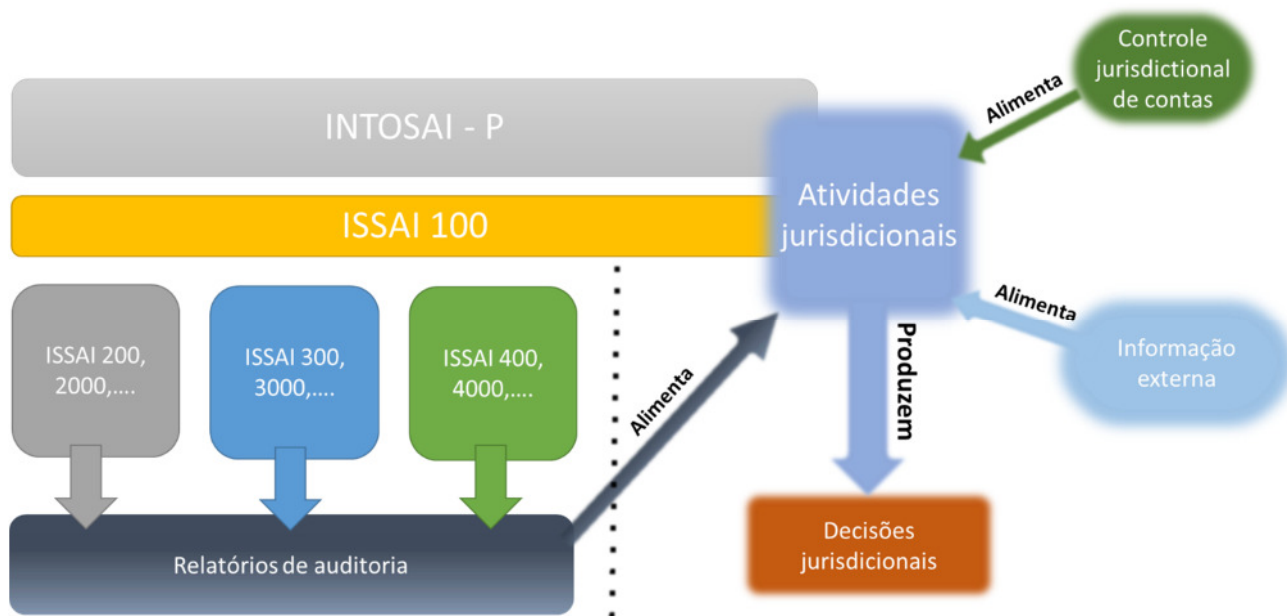 Controle
jurisdictional
de contas
Alimenta
INTOSAI - P
Atividades
jurisdicionais
ISSAI 100
Alimenta
Informação
externa
ISSAI 200,
2000,....
ISSAI 300,
3000,....
ISSAI 400,
4000,....
Alimenta
Produzem
Relatórios de auditoria
Decisões
jurisdicionais